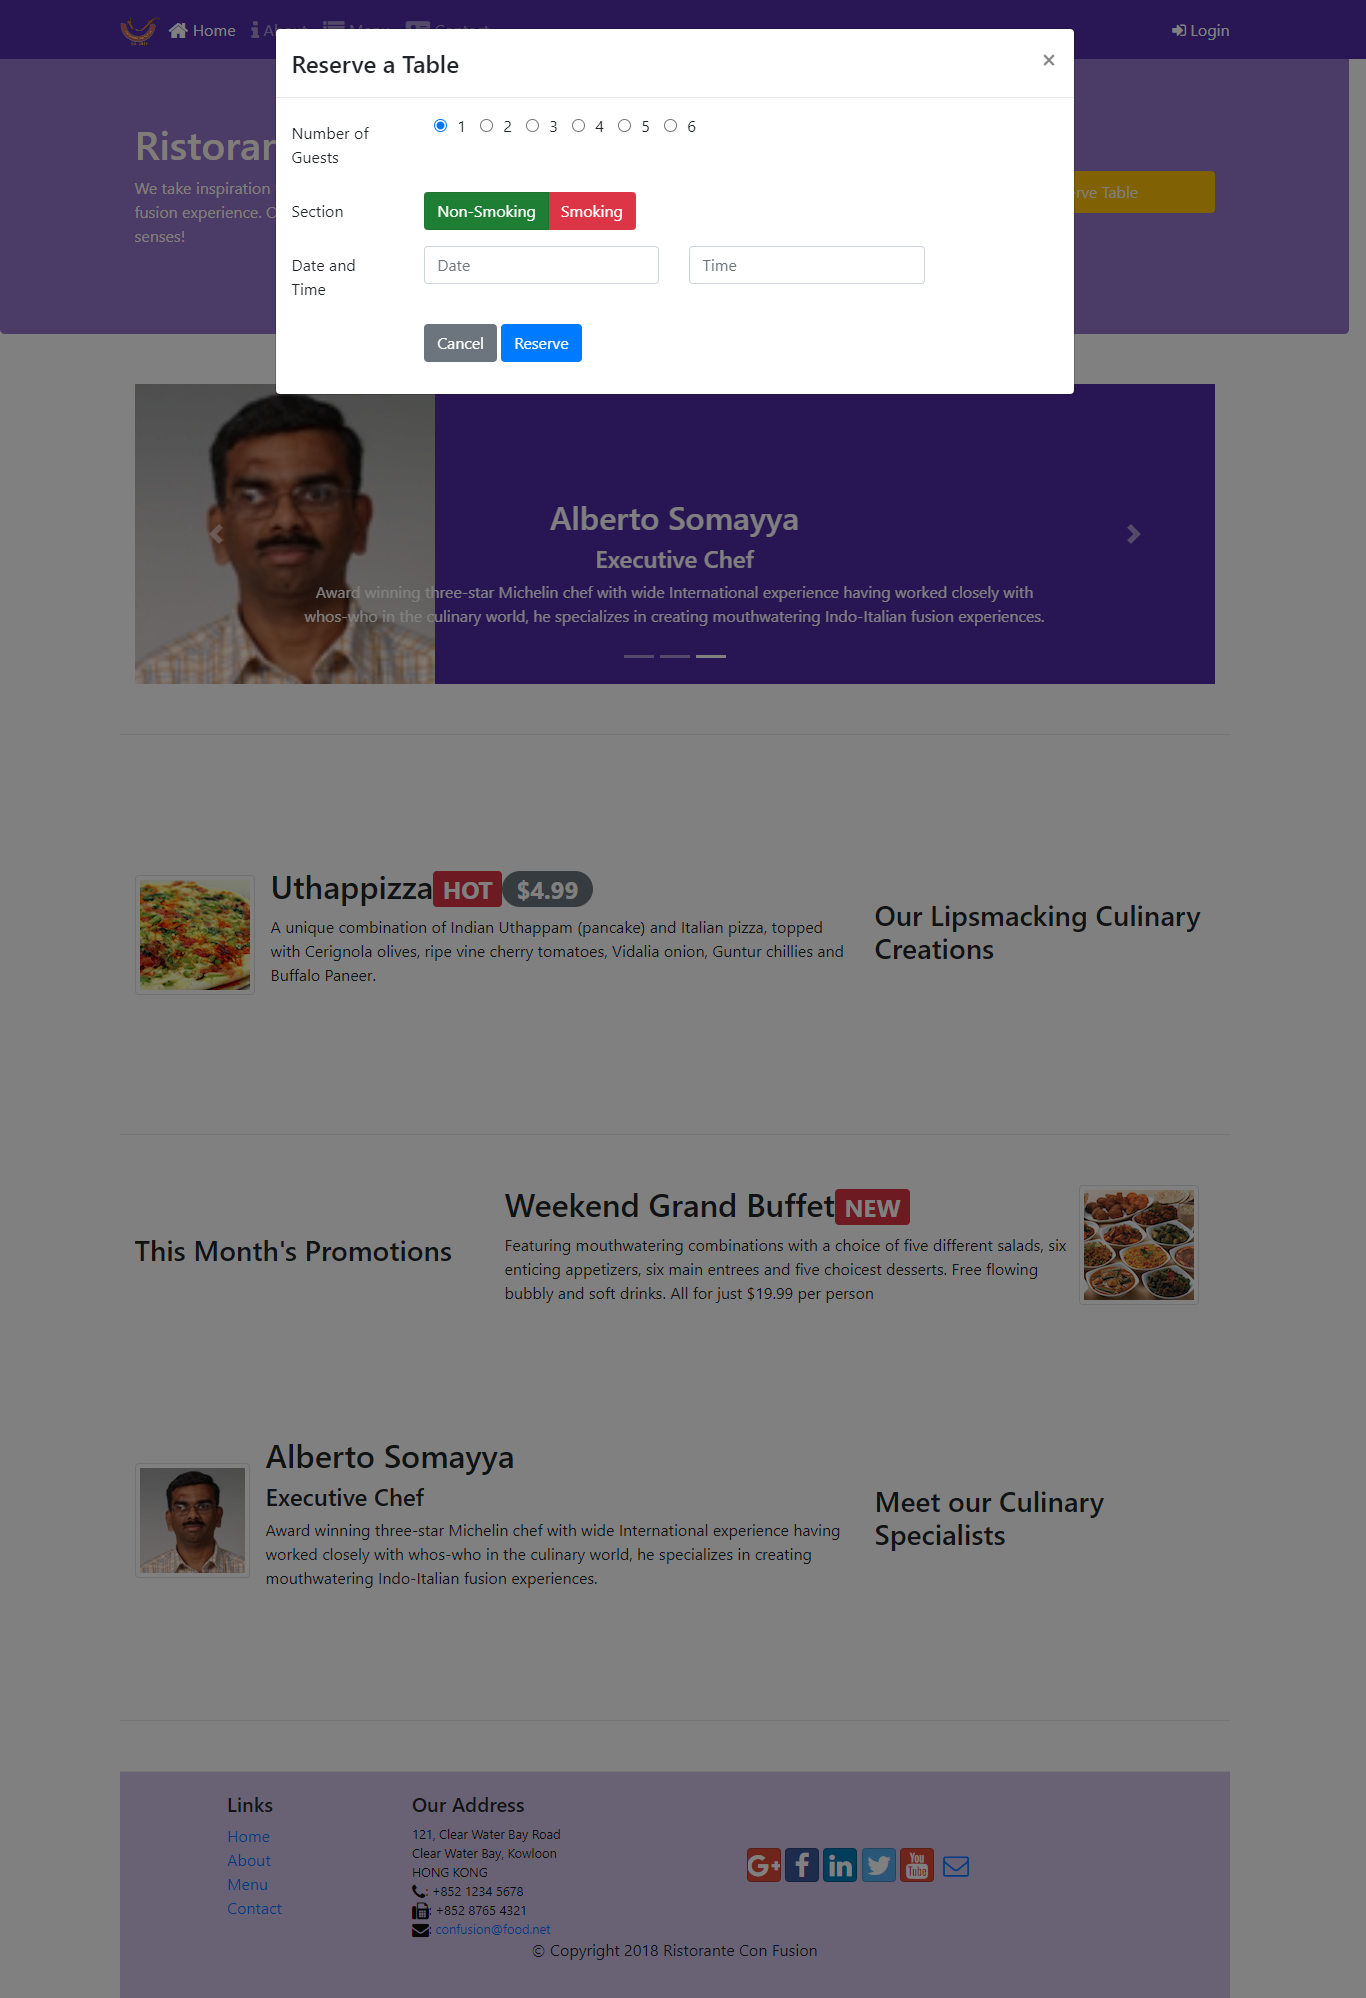 Home
Login
Reserve a Table
×
Number of
Guests
1 2 3 4 5 6
Section
Non-Smoking Smoking
Date and
Time
Date
Time
Cancel Reserve
Ristoran
We take inspiration
fusion experience.
senses!
rve Table
Alberto Somayya
Executive Chef
Award winning three-star Michelin chef with wide International experience having worked closely with
whos-who in the culinary world, he specializes in creating mouthwatering Indo-Italian fusion experiences.
Uthappizza HOT $4.99
A unique combination of Indian Uthappam (pancake) and Italian pizza, topped
with Cerignola olives, ripe vine cherry tomatoes, Vidalia onion, Guntur chillies and
Buffalo Paneer.
Our Lipsmacking Culinary
Creations
This Month's Promotions
Weekend Grand Buffet NEW
Featuring mouthwatering combinations with a choice of five different salads, six
enticing appetizers, six main entrees and five choicest desserts. Free flowing
bubbly and soft drinks. All for just $19.99 per person
Alberto Somayya
Executive Chef
Award winning three-star Michelin chef with wide International experience having
worked closely with whos-who in the culinary world, he specializes in creating
mouthwatering Indo-Italian fusion experiences.
Meet our Culinary
Specialists
Links
Home
About
Menu
Contact
Our Address
121, Clear Water Bay Road
Clear Water Bay, Kowloon
HONG KONG
: +852 1234 5678
: +852 8765 4321
: confusion@food.net
G+ f in You Tube
© Copyright 2018 Ristorante Con Fusion